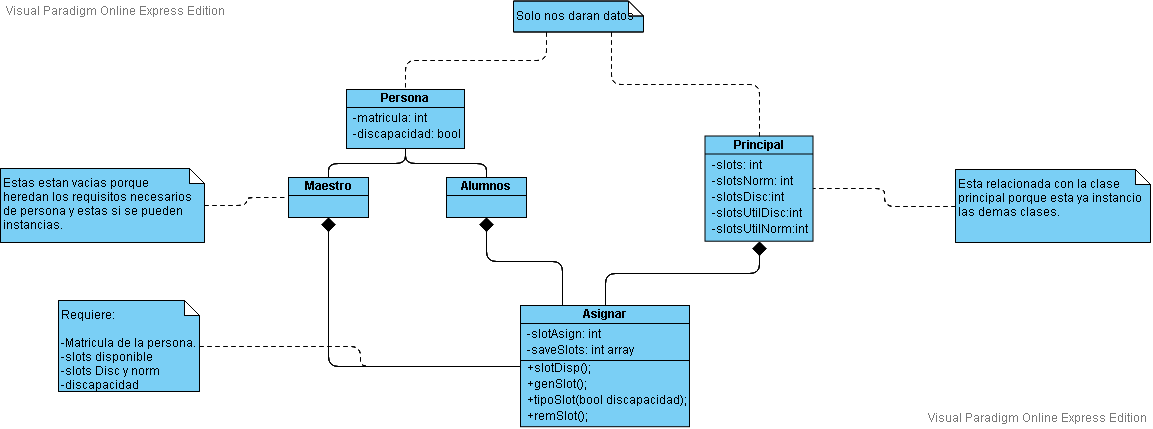 Visual Paradigm Online Express Edition
Solo nos daran datos
Persona
-matricula: int
-discapacidad: bool
Principal
-slots: int
-slotsNorm: int
-slotsDisc:int
-slotsUtilDisc:int
-slotsUtilNorm:int
Estas estan vacias porque
heredan los requisitos necesarios
de persona y estas si se pueden
instancias.
Maestro
Alumnos
Esta relacionada con la clase
principal porque esta ya instancio
las demas clases.
Requiere:
-Matricula de la persona.
-slots disponible
-slots Disc y norm
-discapacidad
Asignar
-slotAsign: int
-saveSlots: int array
+slotDisp();
+genSlot();
+tipoSlot(bool discapacidad);
+remSlot();
Visual Paradigm Online Express Edition